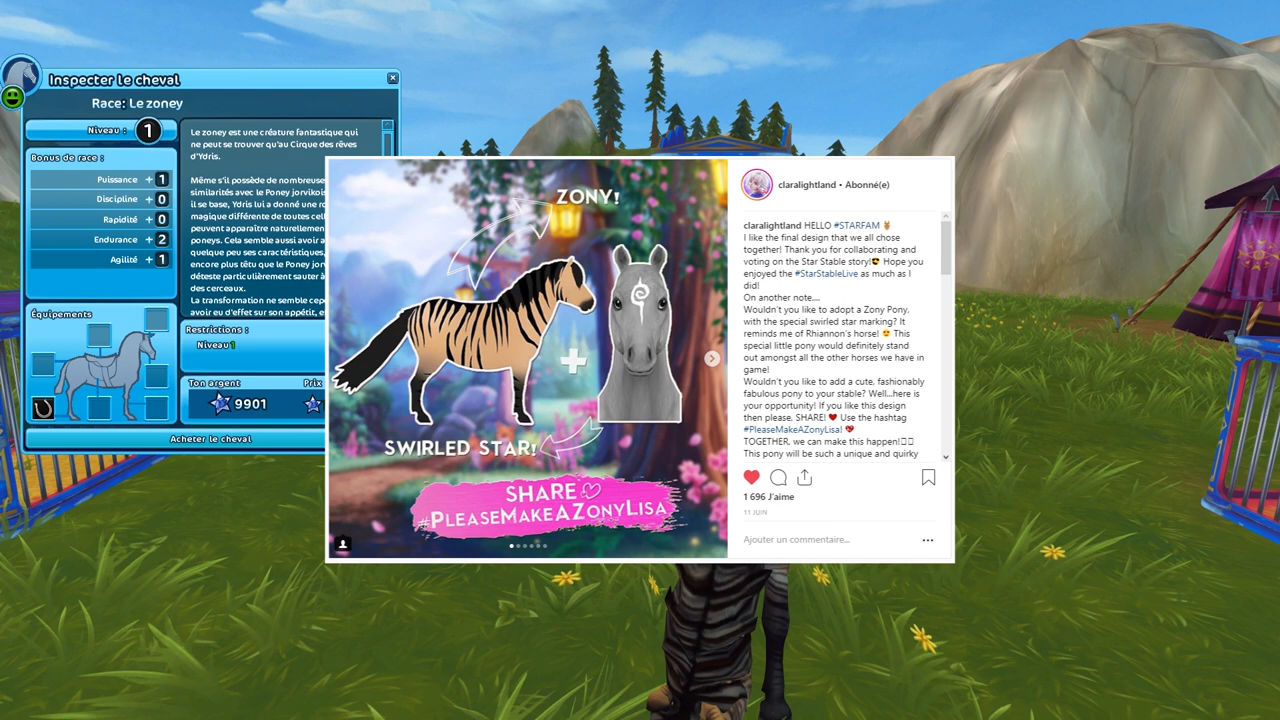 Inspecter le cheval
Race: Le zoney
Niveau : 1
Bonus de race :
Puissance + 1
Discipline + 0
Rapidité + 0
Endurance + 2
Agilité + 1
Équipements
Le zoney est une créature fantastique qui
ne peut se trouver qu'au Cirque des rêves
d'Ydris.
Même s'il possède de nombreuse
similarités avec le Poney jorvikois
il se base, Ydris lui a donné une ro
magique différente de toutes cell
peuvent apparaître naturellemen
poneys. Cela semble aussi avoir a
quelque peu ses caractéristiques,
encore plus têtu que le Poney jor
déteste particulièrement sauter à
des cerceaux.
La transformation ne semble cepe
avoir eu d'effet sur son appétit, e
Restrictions :
Niveau 1
Ton argent
Prix
9901
Acheter le cheval
ZONY!
SWIRLED STAR!
SHARE
#PLEASEMAKEAZONYLISA
claralightland • Abonné(e)
claralightland HELLO #STARFAM
I like the final design that we all chose
together! Thank you for collaborating and
voting on the Star Stable story! Hope you
enjoyed the #StarStableLive as much as I
did!
On another note....
Wouldn't you like to adopt a Zony Pony,
with the special swirled star marking? It
reminds me of Rhiannon's horse! This
special little pony would definitely stand
out amongst all the other horses we have in
game!
Wouldn't you like to add a cute, fashionably
fabulous pony to your stable? Well...here is
your opportunity! If you like this design
then please, SHARE! Use the hashtag
#PleaseMakeAZonyLisa!
TOGETHER, we can make this happen!
This pony will be such a unique and quirky
1 696 J'aime
11 JUIN
Ajouter un commentaire...